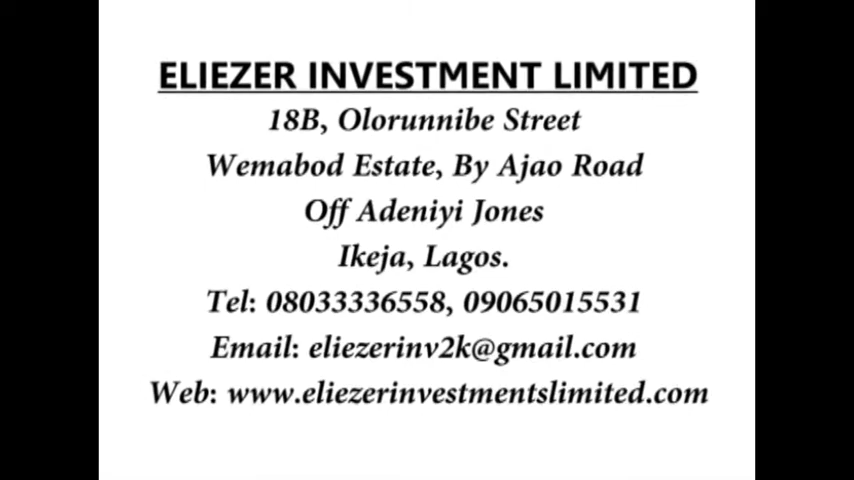 ELIEZER INVESTMENT LIMITED
18B, Olorunnibe Street
Wemabod Estate, By Ajao Road
Off Adeniyi Jones
Ikeja, Lagos.
Tel: 08033336558, 09065015531
Email: eliezerinv2k@gmail.com
Web: www.eliezerinvestmentslimited.com